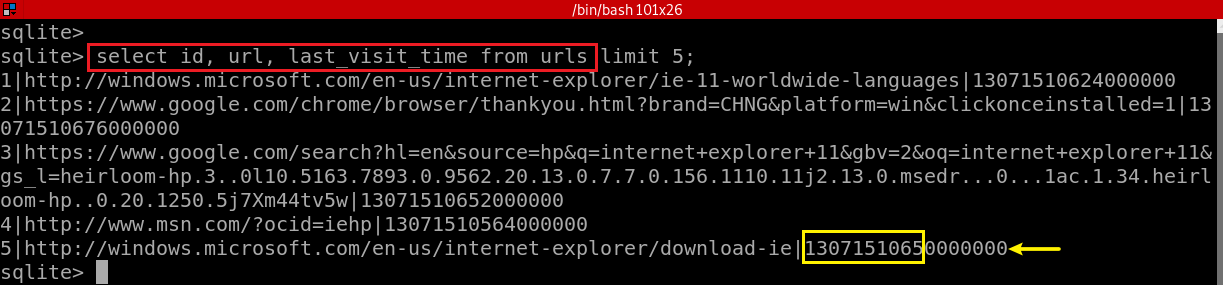 /bin/bash 101x26
sqlite>
sqlite> select id, url, last_visit_time from urls limit 5;
1|http://windows.microsoft.com/en-us/internet-explorer/ie-11-worldwide-languages|13071510624000000
2|https://www.google.com/chrome/browser/thankyou.html?brand=CHNG&platform=win&clickonceinstalled=1|13
071510676000000
3|https://www.google.com/search?hl=en&source=hp&q=internet+explorer+11&gbv=2&oq=internet+explorer+11&
gs_l=heirloom-hp.3..0l10.5163.7893.0.9562.20.13.0.7.7.0.156.1110.11j2.13.0.msedr...0...1ac.1.34.heirl
oom-hp..0.20.1250.5j7Xm44tv5w|13071510652000000
4|http://www.msn.com/?ocid=iehp|13071510564000000
5|http://windows.microsoft.com/en-us/internet-explorer/download-ie|13071510650000000
sqlite>